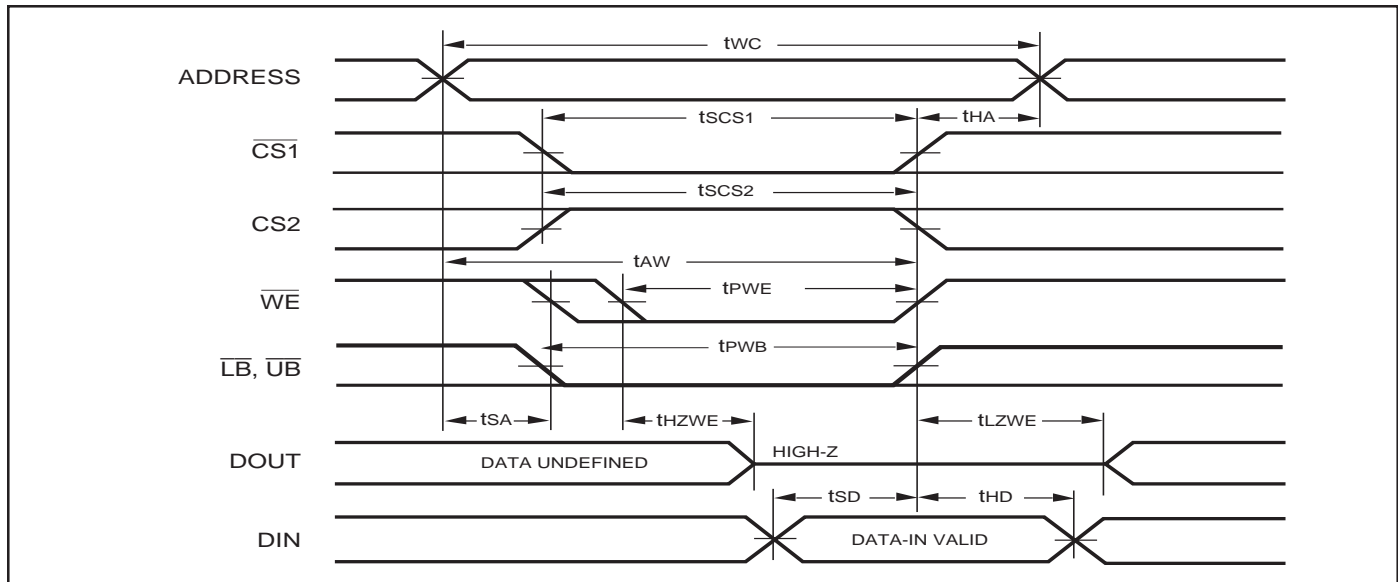 tWC
ADDRESS
tSCS1
tHA
CS1
tSCS2
CS2
tAW
WE
tPWE
LB, UB
tPWB
tSA
tHZWE
tLZWE
DOUT
DATA UNDEFINED
HIGH-Z
tSD
tHD
DIN
DATA-IN VALID